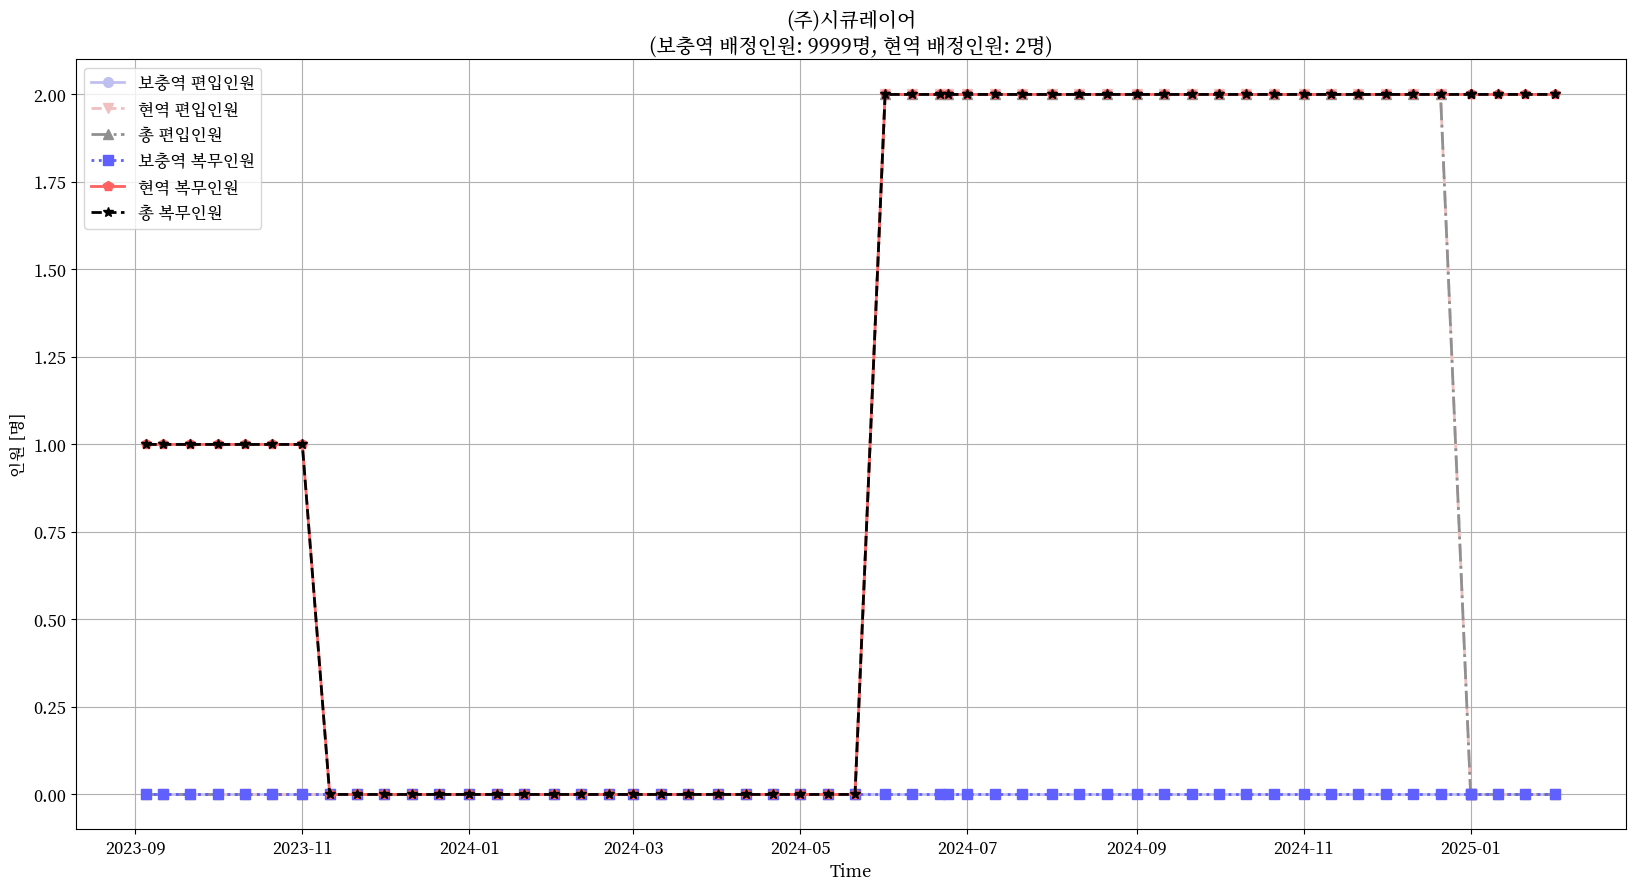 (주)시큐레이어
(보충역 배정인원: 9999명, 현역 배정인원: 2명)
보충역 편입인원
현역 편입인원
총 편입인원
보충역 복무인원
현역 복무인원
총 복무인원
2.00
1.75
1.50
1.25
1.00
0.75
0.50
0.25
0.00
인원 [명]
2023-09
2023-11
2024-01
2024-03
2024-05
2024-07
2024-09
2024-11
2025-01
Time